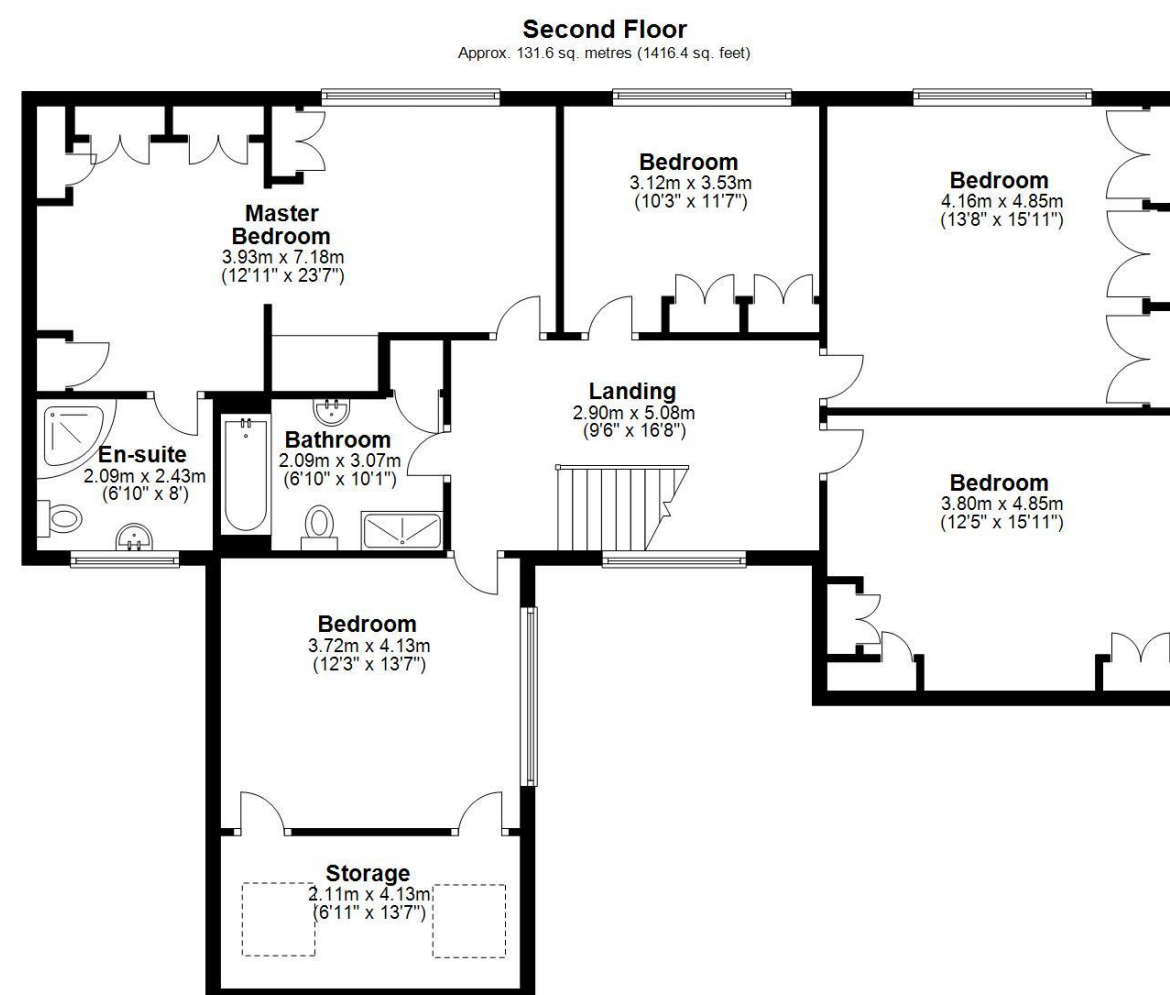 Second Floor
Approx. 131.6 sq. metres (1416.4 sq. feet)
Master
Bedroom
3.93m x 7.18m
(12'11" x 23'7")
Bedroom
3.12m x 3.53m
(10'3" x 11'7")
Bedroom
4.16m x 4.85m
(13'8" x 15'11")
Landing
2.90m x 5.08m
(9'6" x 16'8")
En-suite
2.09m x 2.43m
(6'10" x 8')
Bathroom
2.09m x 3.07m
(6'10" x 10'1")
Bedroom
3.80m x 4.85m
(12'5" x 15'11")
Bedroom
3.72m x 4.13m
(12'3" x 13'7")
Storage
2.11m x 4.13m
(6'11" x 13'7")